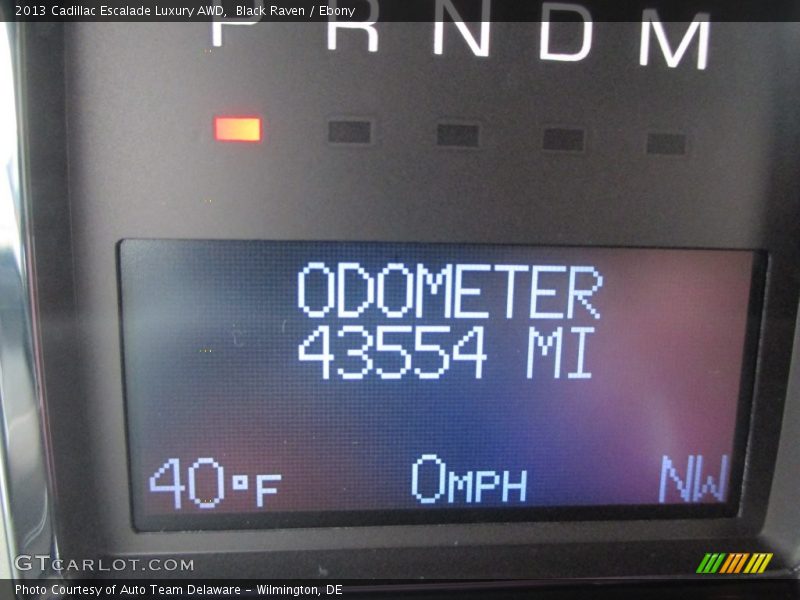 2013 Cadillac Escalade Luxury AWD, Black Raven / Ebony
P R N D M
ODOMETER
43554 MI
40°F 0MPH NW
GTCARLOT.COM
Photo Courtesy of Auto Team Delaware - Wilmington, DE